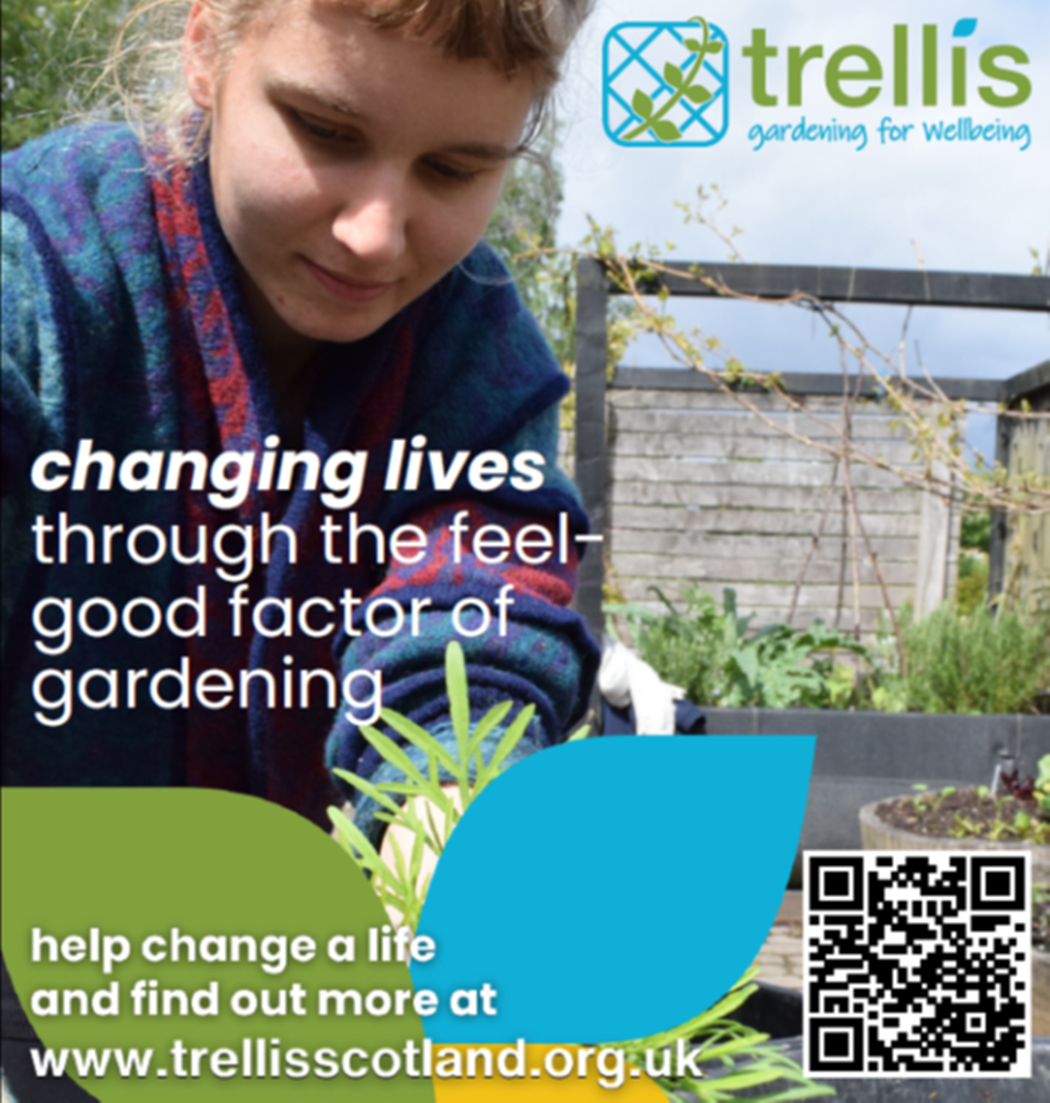 trellis
gardening for Wellbeing
changing lives
through the feel-
good factor of
gardening
help change a life
and find out more at
www.trellisscotland.org.uk